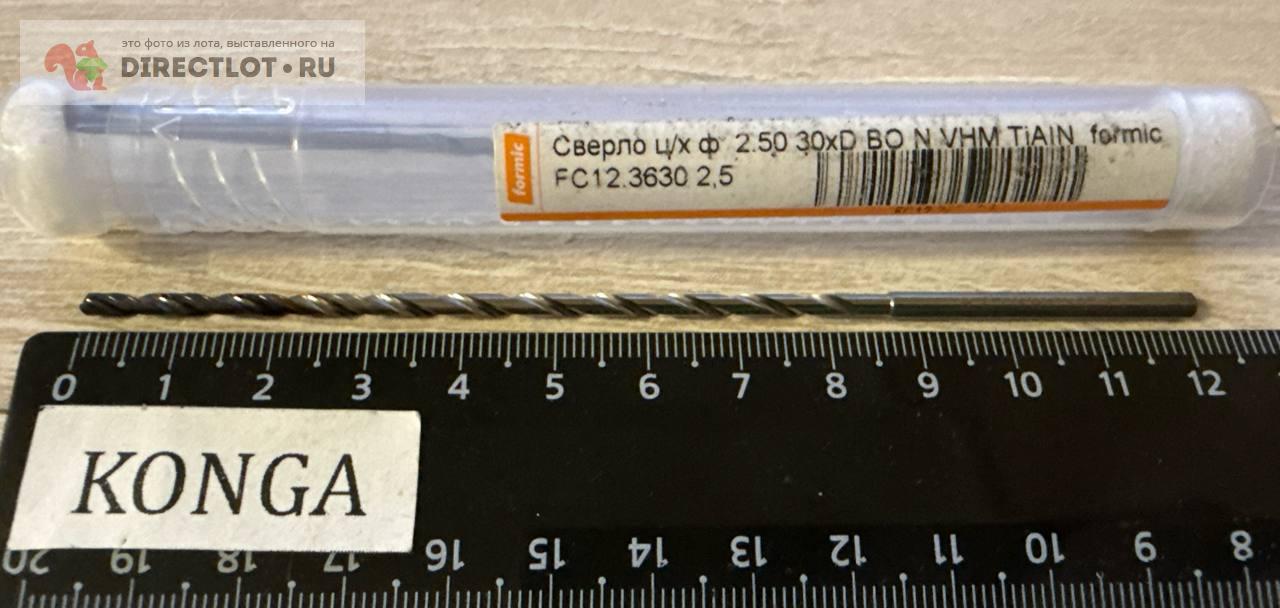 это фото из лота, выставленного на
DIRECTLOT•RU
formic
Сверло ц/х ф 2.50 30xD BO N VHM TiAlN formic
FC12.3630 2,5
0 1 2 3 4 5 6 7 8 9 10 11 12
KONGA
20 19 18 17 16 15 14 13 12 11 10 9 8